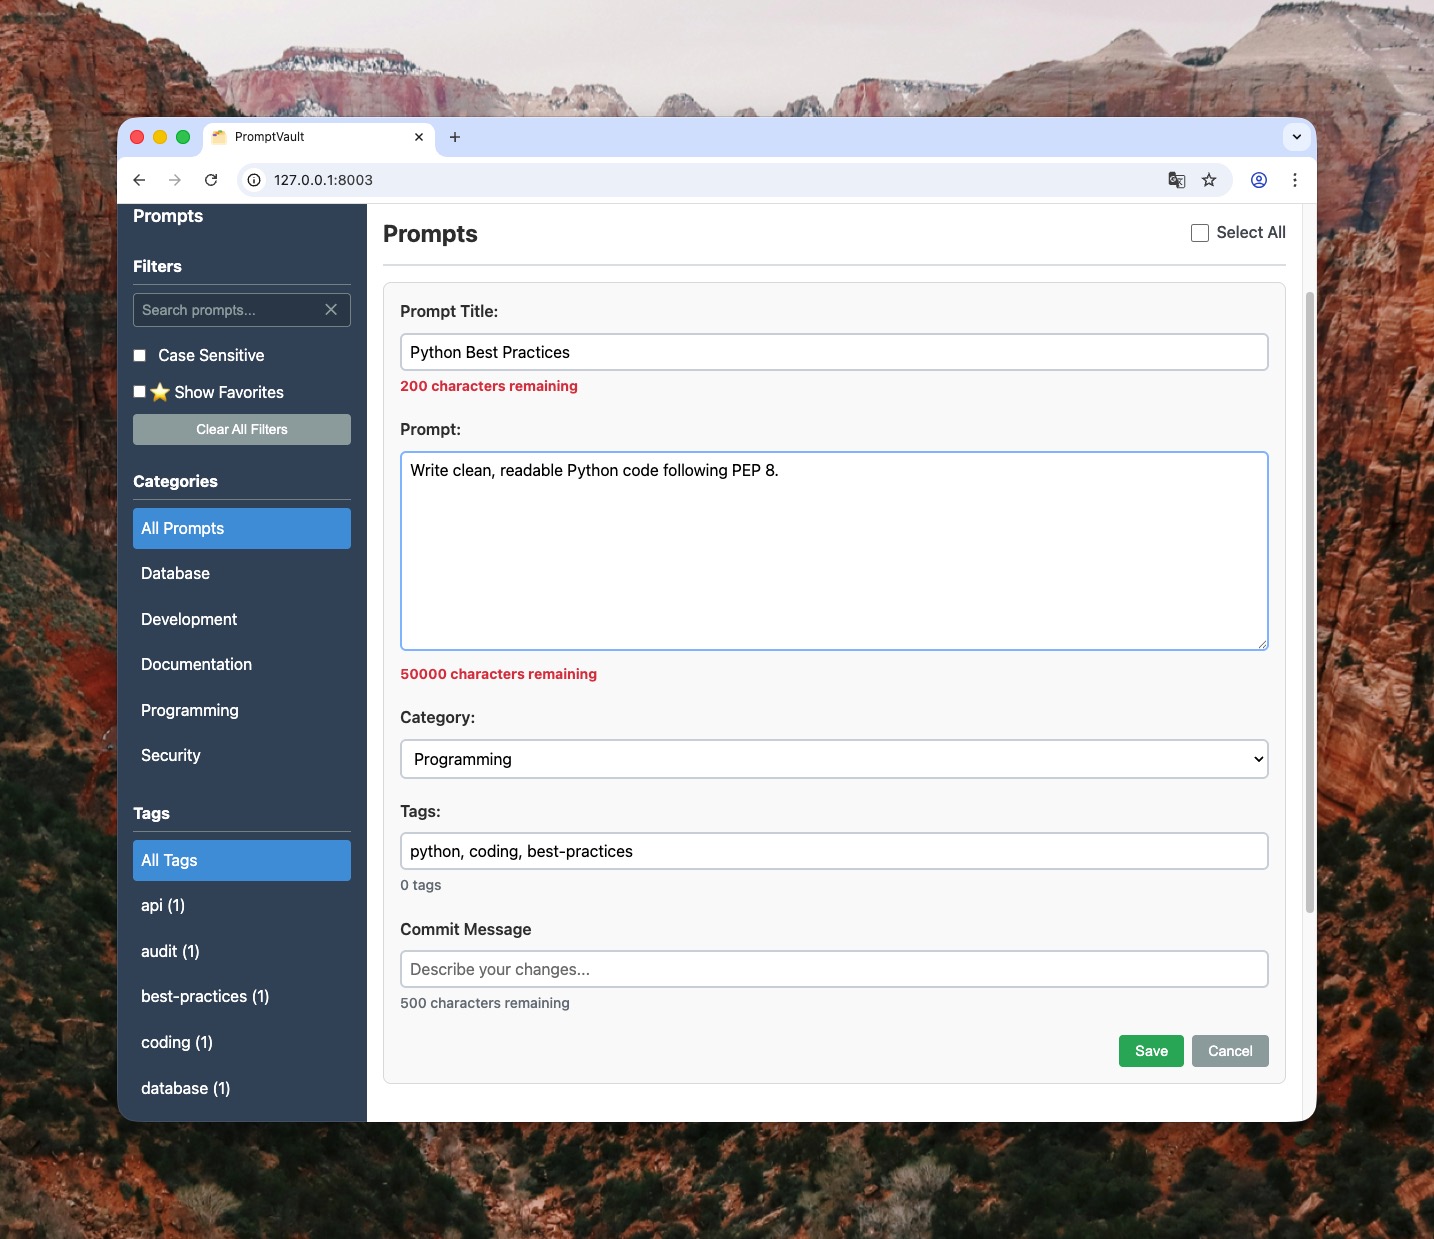 PromptVault
127.0.0.1:8003
Prompts
Filters
Search prompts...
Case Sensitive
Show Favorites
Clear All Filters
Categories
All Prompts
Database
Development
Documentation
Programming
Security
Tags
All Tags
api (1)
audit (1)
best-practices (1)
coding (1)
database (1)
Prompts
Select All
Prompt Title:
Python Best Practices
200 characters remaining
Prompt:
Write clean, readable Python code following PEP 8.
50000 characters remaining
Category:
Programming
Tags:
python, coding, best-practices
0 tags
Commit Message
Describe your changes...
500 characters remaining
Save
Cancel